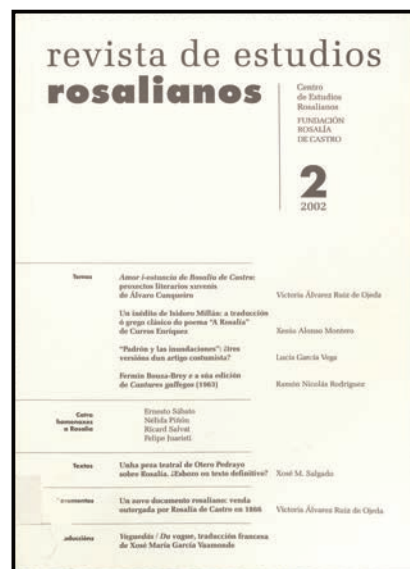 revista de estudios
rosalianos
Centro
de Estudios
Rosalianos
FUNDACIÓN
ROSALÍA
DE CASTRO
2
2002
Temas
Amor i-estancia de Rosalía de Castro:
proxectos literarios xuvenís
de Álvaro Cunqueiro
Victoria Álvarez Ruiz de Ojeda
Un inédito de Isidoro Millán: a traducción
ó grego clásico do poema "A Rosalía"
de Curros Enríquez
Xesús Alonso Montero
"Padrón y las inundaciones": ¿tres
versións dun artigo costumista?
Lucía García Vega
Fermín Bouza-Brey e a súa edición
de Cantares gallegos (1963)
Ramón Nicolás Rodríguez
homenaxes
a Rosalía
Ernesto Sábato
Nélida Piñón
Ricard Salvat
Felipe Juaristi
Textos
Unha peza teatral de Otero Pedrayo
sobre Rosalía. ¿Esbozo ou texto definitivo?
Xosé M. Salgado
Un novo documento rosaliano: venda
outorgada por Rosalía de Castro en 1866
Victoria Álvarez Ruiz de Ojeda
Vaguedás / Du vague, traducción francesa
de Xosé María García Vaamonde